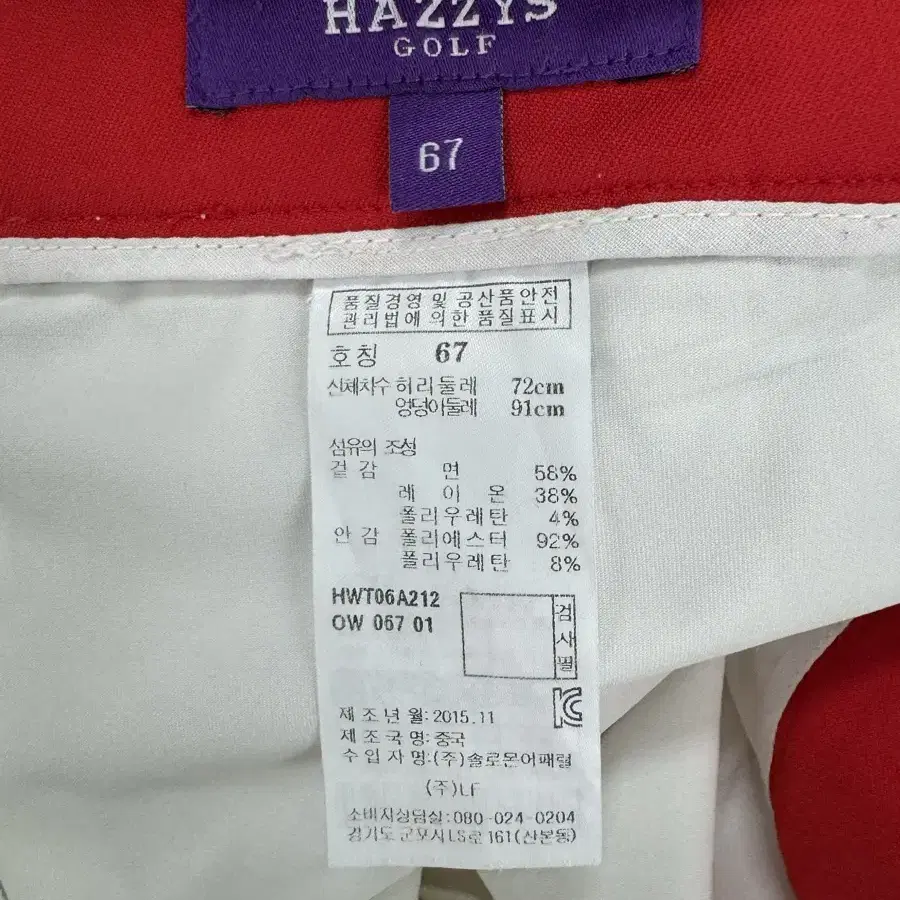 HAZZYS
GOLF
67
품질경영 및 공산품안전
관리법에 의한 품질표시
호칭 67
신체치수 허리둘레 72cm
엉덩이둘레 91cm
섬유의 조성
겉감 면 58%
레이온 38%
폴리우레탄 4%
안감 폴리에스터 92%
폴리우레탄 8%
HWT06A212
OW 067 01
검사필
제조년월:2015.11
제조국명:중국
수입자명:(주)솔로몬어패럴
(주)LF
소비자상담실:080-024-0204
경기도 군포시LS로 161(산본동)